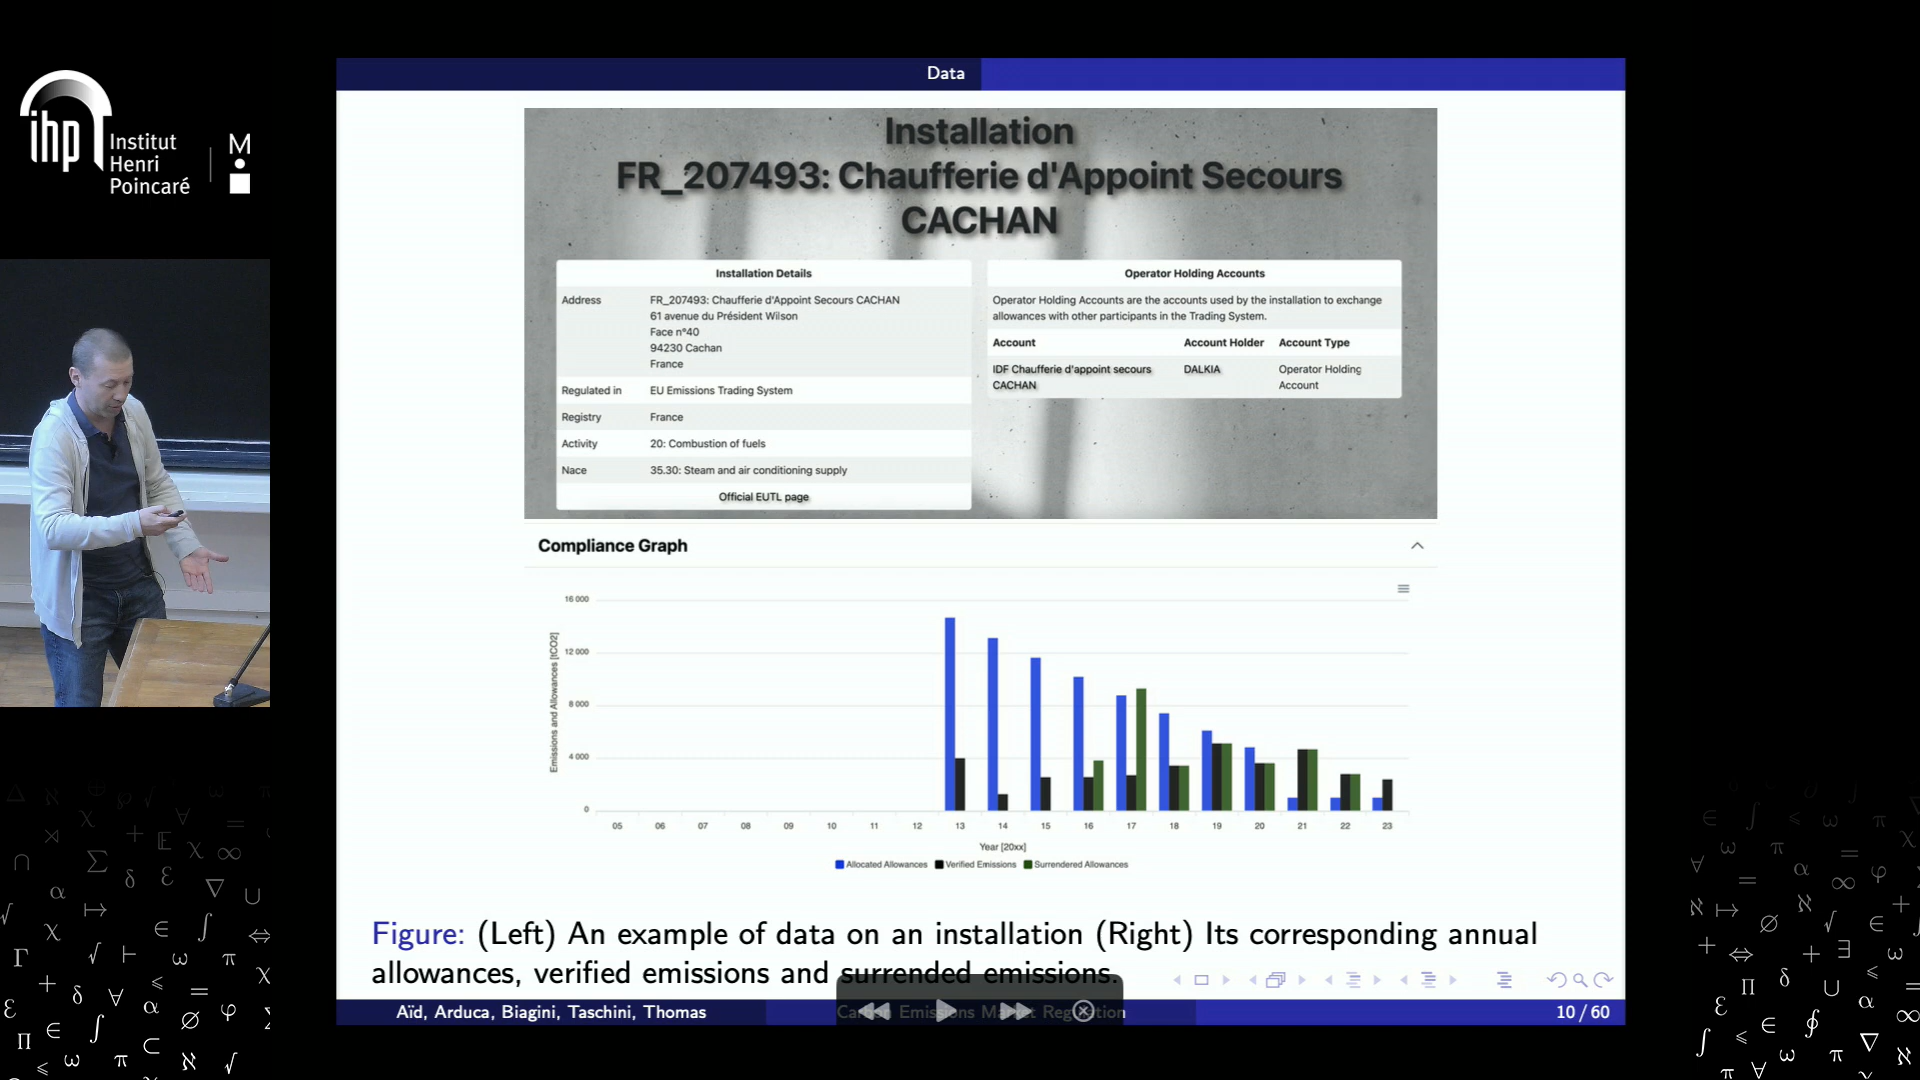 ihp
Institut
Henri
Poincaré
M
Data
Installation
FR_207493: Chaufferie d'Appoint Secours
CACHAN
Installation Details
Address FR_207493: Chaufferie d'Appoint Secours CACHAN
61 avenue du Président Wilson
Face n°40
94230 Cachan
France
Regulated in EU Emissions Trading System
Registry France
Activity 20: Combustion of fuels
Nace 35.30: Steam and air conditioning supply
Official EUTL page
Operator Holding Accounts
Operator Holding Accounts are the accounts used by the installation to exchange
allowances with other participants in the Trading System.
Account Account Holder Account Type
IDF Chaufferie d'appoint secours DALKIA Operator Holding
CACHAN Account
Compliance Graph
Emissions and Allowances [tCO2]
16 000
12 000
8 000
4 000
0
05 06 07 08 09 10 11 12 13 14 15 16 17 18 19 20 21 22 23
Year [20xx]
Allocated Allowances Verified Emissions Surrendered Allowances
Figure: (Left) An example of data on an installation (Right) Its corresponding annual
allowances, verified emissions and surrended emissions.
Aïd, Arduca, Biagini, Taschini, Thomas
Carbon Emissions Market Regulation
10 / 60